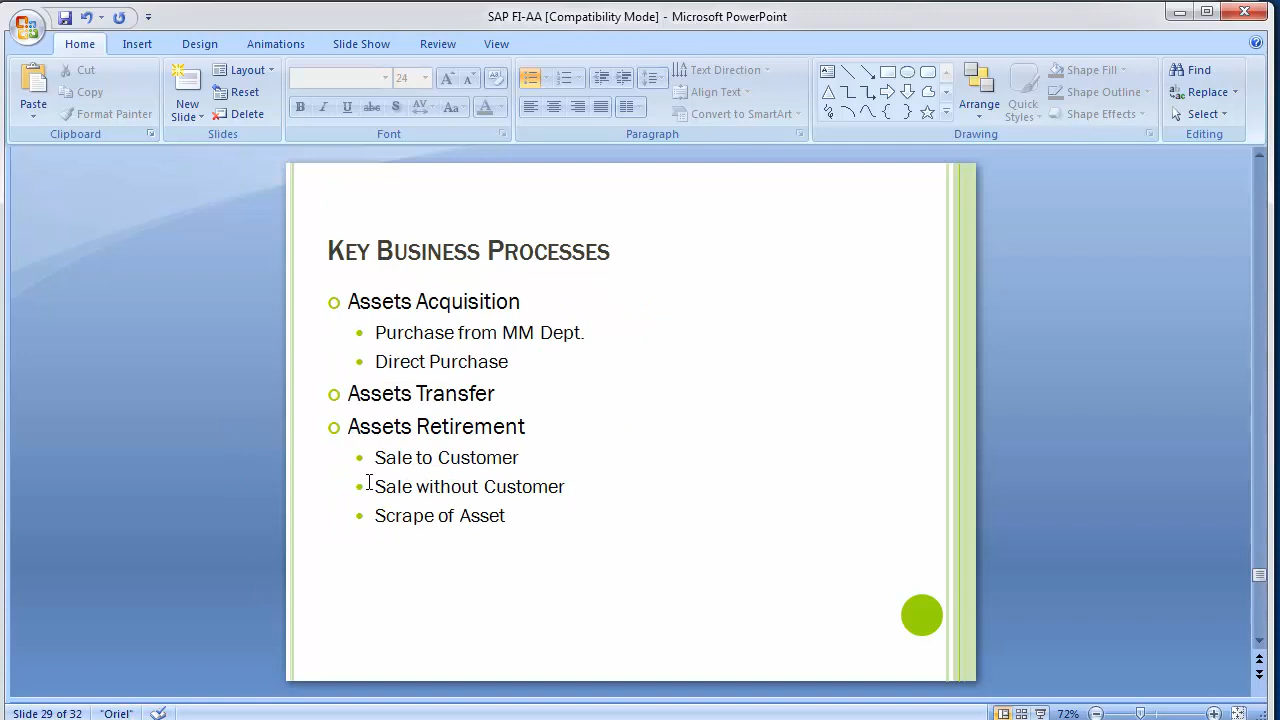 SAP FI-AA [Compatibility Mode] - MicrosoftPowerPoint
Home Insert Design Slide Show Animations Review View
Paste
Cut
Copy
Format Painter
Clipboard
New
Slide
Layout
Reset
Delete
Slides
24
B I U abc S AV Aa A
Font
Text Direction
Align Text
Convert to SmartArt
Paragraph
Arrange
Quick
Styles
Shape Fill
Shape Outline
Shape Effects
Drawing
Find
Replace
Select
Editing
KEY BUSINESS PROCESSES
Assets Acquisition
Purchase from MM Dept.
Direct Purchase
Assets Transfer
Assets Retirement
Sale to Customer
Sale without Customer
Scrape of Asset
Slide 29 of 32 "Oriel" 72%